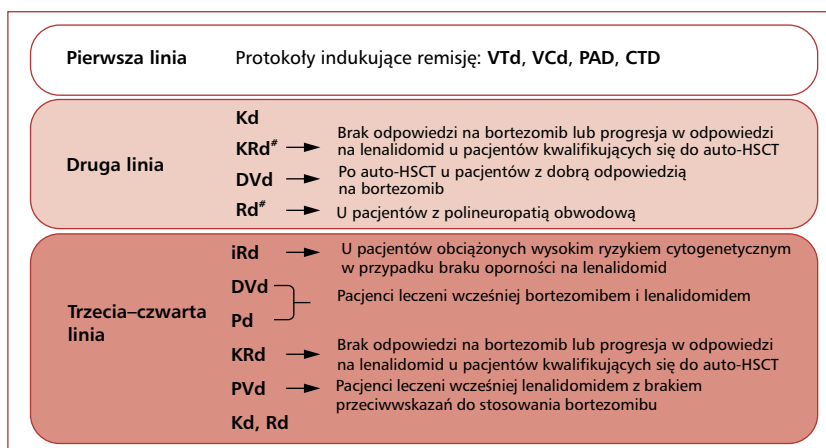 Pierwsza linia Protokoły indukujące remisję: VTd, VCd, PAD, CTD
Druga linia
Kd
KRd# → Brak odpowiedzi na bortezomib lub progresja w odpowiedzi
na lenalidomid u pacjentów kwalifikujących się do auto-HSCT
DVd → Po auto-HSCT u pacjentów z dobrą odpowiedzią
na bortezomib
Rd# → U pacjentów z polineuropatią obwodową
Trzecia–czwarta
linia
iRd → U pacjentów obciążonych wysokim ryzykiem cytogenetycznym
w przypadku braku oporności na lenalidomid
DVd
Pd
Pacjenci leczeni wcześniej bortezomibem i lenalidomidem
KRd → Brak odpowiedzi na bortezomib lub progresja w odpowiedzi
na lenalidomid u pacjentów kwalifikujących się do auto-HSCT
PVd → Pacjenci leczeni wcześniej lenalidomidem z brakiem
przeciwwskazań do stosowania bortezomibu
Kd, Rd